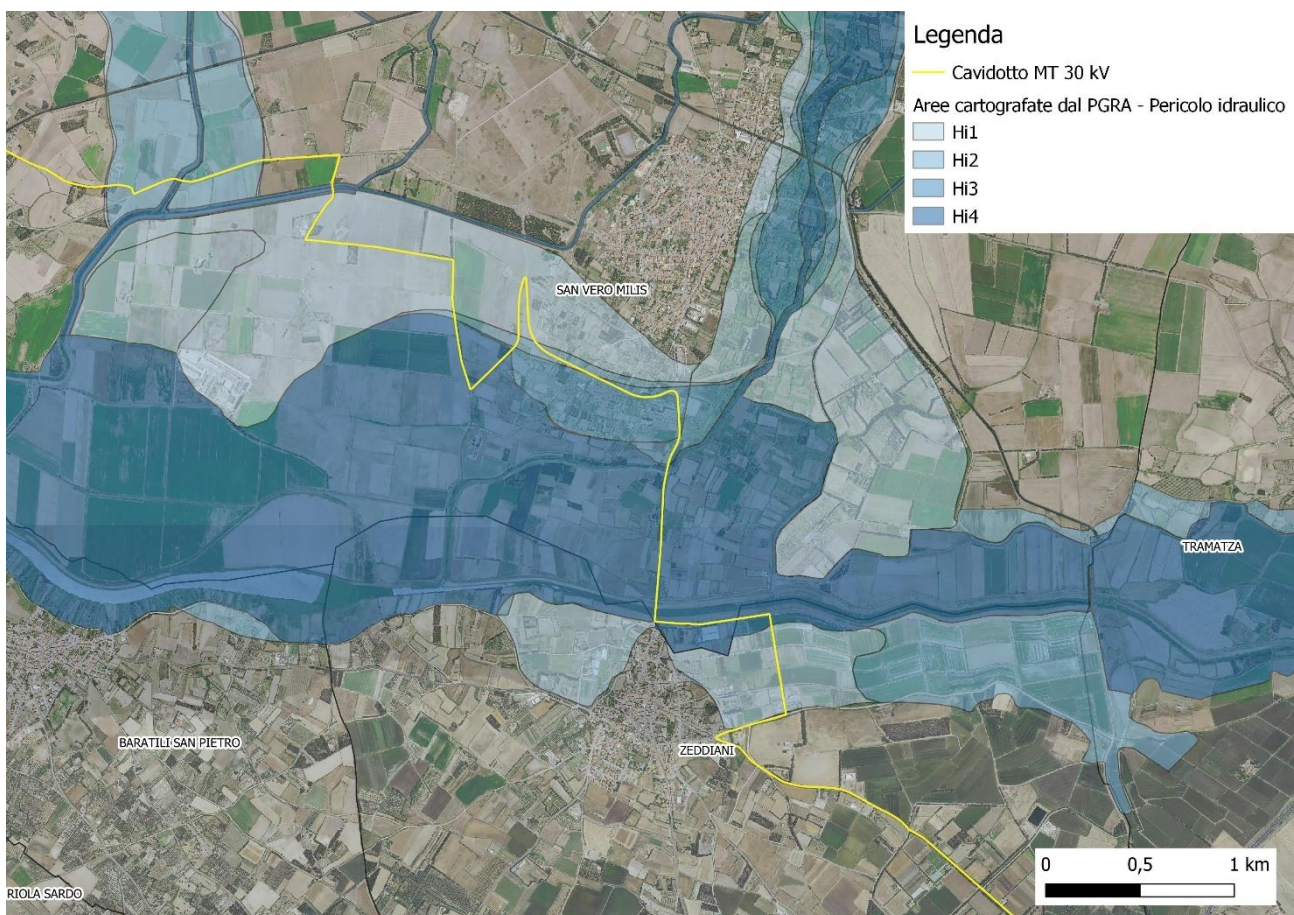 Legenda
Cavidotto MT 30 kV
Aree cartografate dal PGRA - Pericolo idraulico
Hi1
Hi2
Hi3
Hi4
SAN VERO MILIS
TRAMATZA
BARATILI SAN PIETRO
ZEDDIANI
RIOLA SARDO
0 0,5 1 km